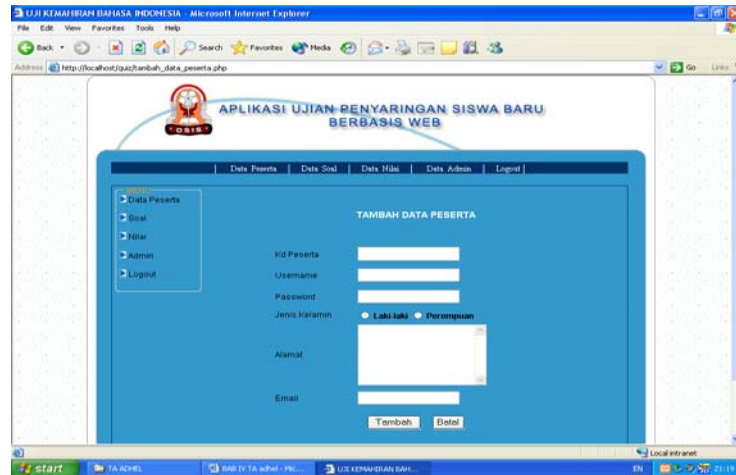 UJI KEMAHIRAN BAHASA INDONESIA - Microsoft Internet Explorer
File Edit View Favorites Tools Help
Back Search Favorites Media
Address http://localhost/quiz/tambah_data_peserta.php Go Links
APLIKASI UJIAN PENYARINGAN SISWA BARU
BERBASIS WEB
OSIS
| Data Peserta | Data Soal | Data Nilai | Data Admin | Logout |
MENU
Data Peserta
Soal
Nilai
Admin
Logout
TAMBAH DATA PESERTA
Kd Peserta
Username
Password
Jenis Kelamin Laki-laki Perempuan
Alamat
Email
Tambah Batal
Local intranet
start TA ADHEL BAB IV TA adhel - Mic... UJI KEMAHIRAN BAH... EN 21:19